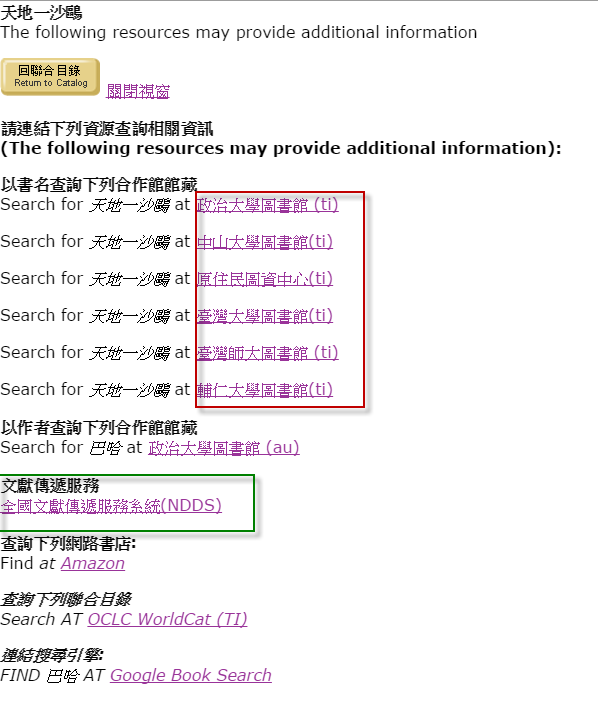 天地一沙鷗
The following resources may provide additional information
回聯合目錄
Return to Catalog
關閉視窗
請連結下列資源查詢相關資訊
(The following resources may provide additional information):
以書名查詢下列合作館館藏
Search for 天地一沙鷗 at 政治大學圖書館 (ti)
Search for 天地一沙鷗 at 中山大學圖書館(ti)
Search for 天地一沙鷗 at 原住民圖資中心(ti)
Search for 天地一沙鷗 at 臺灣大學圖書館(ti)
Search for 天地一沙鷗 at 臺灣師大圖書館 (ti)
Search for 天地一沙鷗 at 輔仁大學圖書館(ti)
以作者查詢下列合作館館藏
Search for 巴哈 at 政治大學圖書館 (au)
文獻傳遞服務
全國文獻傳遞服務系統(NDDS)
查詢下列網路書店:
Find at Amazon
查詢下列聯合目錄
Search AT OCLC WorldCat (TI)
連結搜尋引擎:
FIND 巴哈 AT Google Book Search